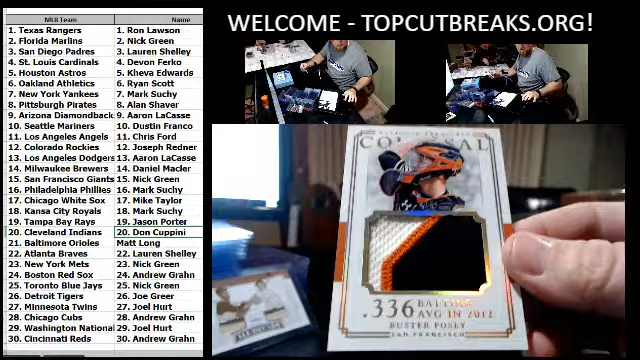 WELCOME - TOPCUTBREAKS.ORG!
MLB Team Name
1. Texas Rangers 1. Ron Lawson
2. Florida Marlins 2. Nick Green
3. San Diego Padres 3. Lauren Shelley
4. St. Louis Cardinals 4. Devon Ferko
5. Houston Astros 5. Kheva Edwards
6. Oakland Athletics 6. Ryan Scott
7. New York Yankees 7. Mark Suchy
8. Pittsburgh Pirates 8. Alan Shaver
9. Arizona Diamondback 9. Aaron LaCasse
10. Seattle Mariners 10. Dustin Franco
11. Los Angeles Angels 11. Chris Ford
12. Colorado Rockies 12. Joseph Redner
13. Los Angeles Dodgers 13. Aaron LaCasse
14. Milwaukee Brewers 14. Daniel Macler
15. San Francisco Giants 15. Nick Green
16. Philadelphia Phillies 16. Mark Suchy
17. Chicago White Sox 17. Mike Taylor
18. Kansa City Royals 18. Mark Suchy
19. Tampa Bay Rays 19. Jason Porter
20. Cleveland Indians 20. Don Cuppini
21. Baltimore Orioles Matt Long
22. Atlanta Braves 22. Lauren Shelley
23. New York Mets 23. Nick Green
24. Boston Red Sox 24. Andrew Grahn
25. Toronto Blue Jays 25. Nick Green
26. Detroit Tigers 26. Joe Greer
27. Minnesota Twins 27. Joel Hurt
28. Chicago Cubs 28. Andrew Grahn
29. Washington National 29. Joel Hurt
30. Cincinnati Reds 30. Andrew Grahn
COLOSSAL
.336 BATTING
AVG IN 2012
BUSTER POSEY
SAN FRANCISCO